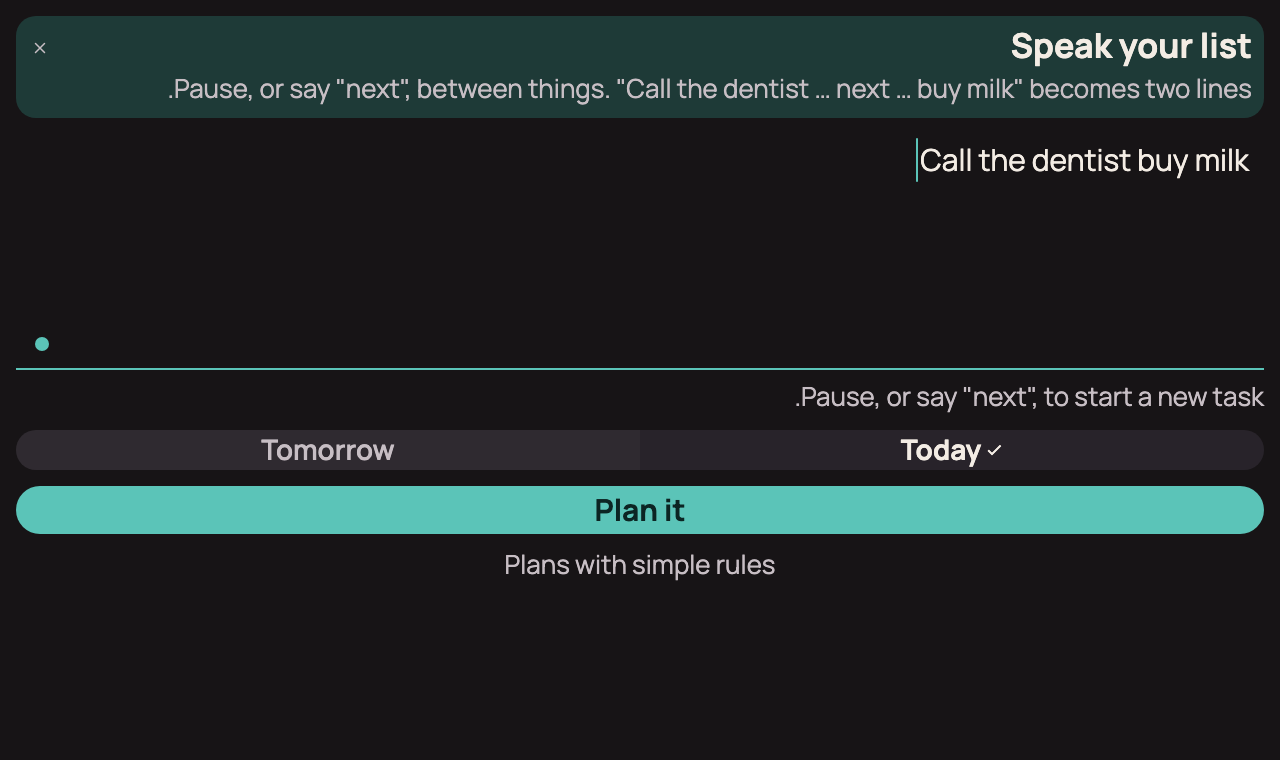 Speak your list
.Pause, or say "next", between things. "Call the dentist ... next ... buy milk" becomes two lines
Call the dentist buy milk
.Pause, or say "next", to start a new task
Today
Tomorrow
Plan it
Plans with simple rules